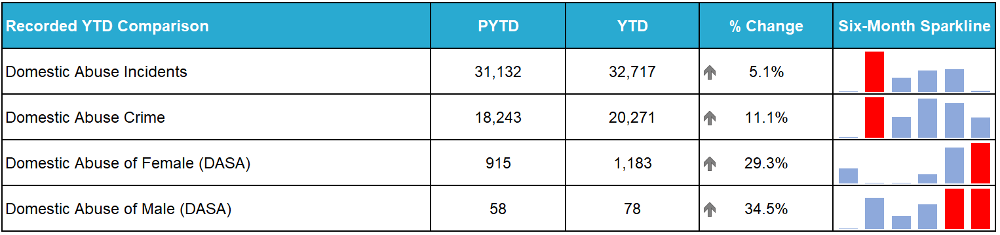 Recorded YTD Comparison PYTD YTD % Change Six-Month Sparkline
Domestic Abuse Incidents 31,132 32,717 5.1%
Domestic Abuse Crime 18,243 20,271 11.1%
Domestic Abuse of Female (DASA) 915 1,183 29.3%
Domestic Abuse of Male (DASA) 58 78 34.5%